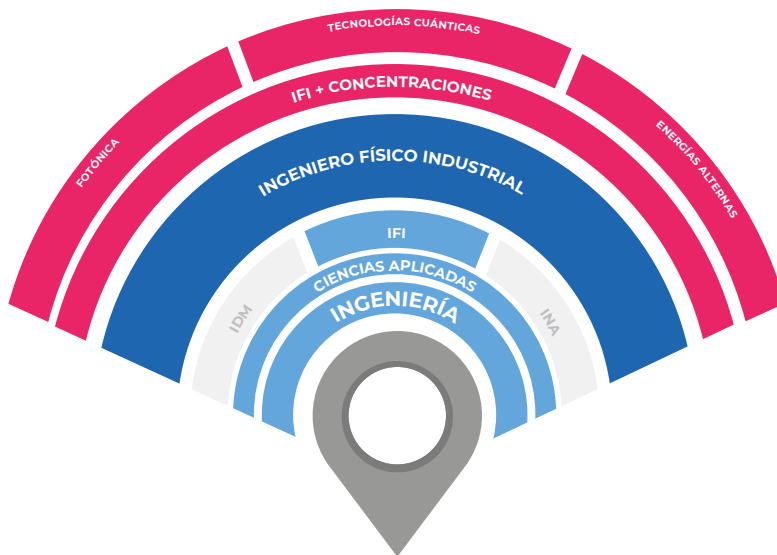 TECNOLOGÍAS CUÁNTICAS
FOTÓNICA
ENERGÍAS ALTERNAS
IFI + CONCENTRACIONES
INGENIERO FÍSICO INDUSTRIAL
IFI
IDM
INA
CIENCIAS APLICADAS
INGENIERÍA